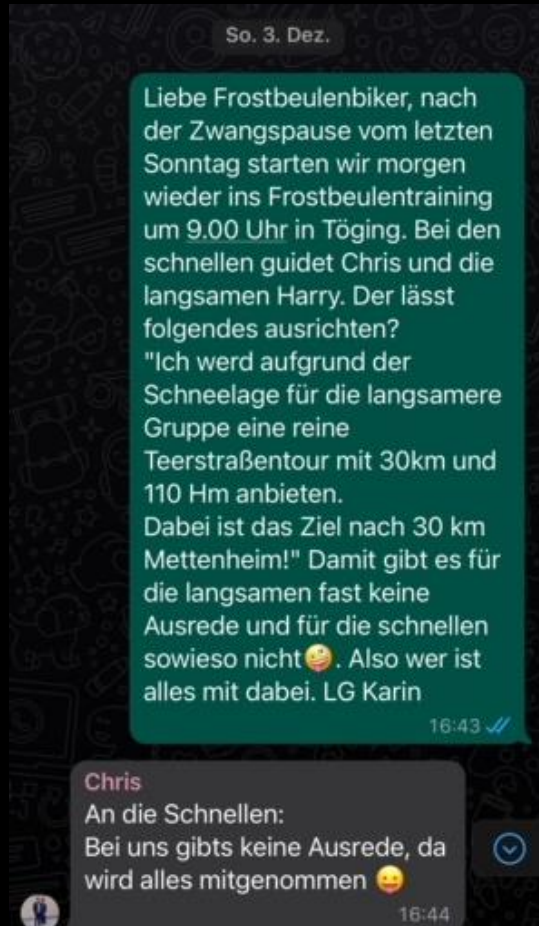 So. 3. Dez.
Liebe Frostbeulenbiker, nach
der Zwangspause vom letzten
Sonntag starten wir morgen
wieder ins Frostbeulentraining
um 9.00 Uhr in Töging. Bei den
schnellen guidet Chris und die
langsamen Harry. Der lässt
folgendes ausrichten?
"Ich werd aufgrund der
Schneelage für die langsamere
Gruppe eine reine
Teerstraßentour mit 30km und
110 Hm anbieten.
Dabei ist das Ziel nach 30 km
Mettenheim!" Damit gibt es für
die langsamen fast keine
Ausrede und für die schnellen
sowieso nicht🤪. Also wer ist
alles mit dabei. LG Karin
16:43
Chris
An die Schnellen:
Bei uns gibts keine Ausrede, da
wird alles mitgenommen 😛
16:44